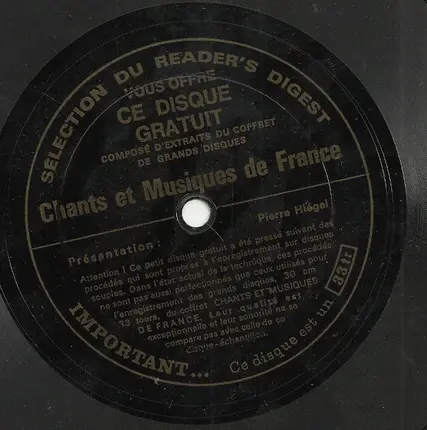 SÉLECTION DU READER'S DIGEST
VOUS OFFRE
CE DISQUE
GRATUIT
COMPOSÉ D'EXTRAITS DU COFFRET
DE GRANDS DISQUES
Chants et Musiques de France
Présentation : Pierre Hiégel
Attention ! Ce petit disque gratuit a été pressé suivant des
procédés qui sont propres à l'enregistrement sur disques
souples. Dans l'état actuel de la technique, ces procédés
ne sont pas aussi perfectionnés que ceux utilisés pour
l'enregistrement des grands disques, 30 cm
33 tours, du coffret CHANTS ET MUSIQUES
DE FRANCE. Leur qualité est
exceptionnelle et leur sonorité ne se
compare pas avec celle de ce
disque-échantillon.
IMPORTANT... Ce disque est un 33 tr